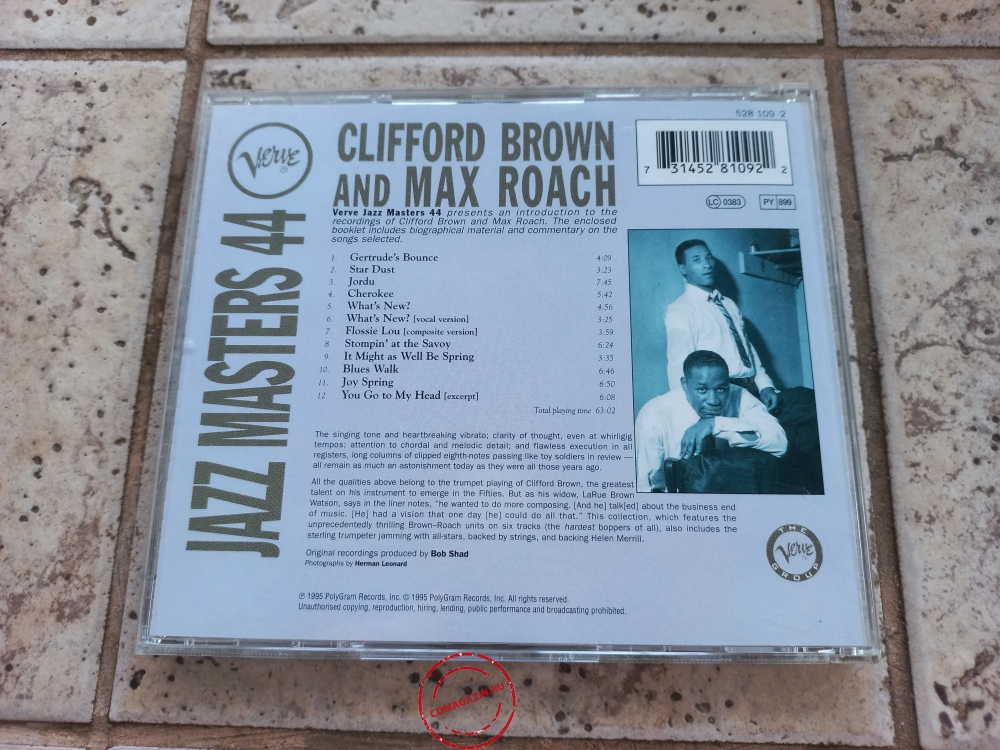 528 109-2
Verve
®
CLIFFORD BROWN
AND MAX ROACH
7 31452 81092 2
LC 0383
PY 899
JAZZ MASTERS 44
Verve Jazz Masters 44 presents an introduction to the
recordings of Clifford Brown and Max Roach. The enclosed
booklet includes biographical material and commentary on the
songs selected.
1. Gertrude's Bounce 4:09
2. Star Dust 3:23
3. Jordu 7:45
4. Cherokee 5:42
5. What's New? 4:56
6. What's New? [vocal version] 3:25
7. Flossie Lou [composite version] 3:59
8. Stompin' at the Savoy 6:24
9. It Might as Well Be Spring 3:35
10. Blues Walk 6:46
11. Joy Spring 6:50
12. You Go to My Head [excerpt] 6:08
Total playing time 63:02
The singing tone and heartbreaking vibrato; clarity of thought, even at whirligig
tempos; attention to chordal and melodic detail; and flawless execution in all
registers, long columns of clipped eighth-notes passing like toy soldiers in review —
all remain as much an astonishment today as they were all those years ago.
All the qualities above belong to the trumpet playing of Clifford Brown, the greatest
talent on his instrument to emerge in the Fifties. But as his widow, LaRue Brown
Watson, says in the liner notes, "he wanted to do more composing. [And he] talk[ed] about the business end
of music. [He] had a vision that one day [he] could do all that." This collection, which features the
unprecedentedly thrilling Brown–Roach units on six tracks (the hardest boppers of all), also includes the
sterling trumpeter jamming with all-stars, backed by strings, and backing Helen Merrill.
Original recordings produced by Bob Shad
Photographs by Herman Leonard
THE
Verve
GROUP
℗ 1995 PolyGram Records, Inc. © 1995 PolyGram Records, Inc. All rights reserved.
Unauthorised copying, reproduction, hiring, lending, public performance and broadcasting prohibited.
CDMAGAZIN.RU